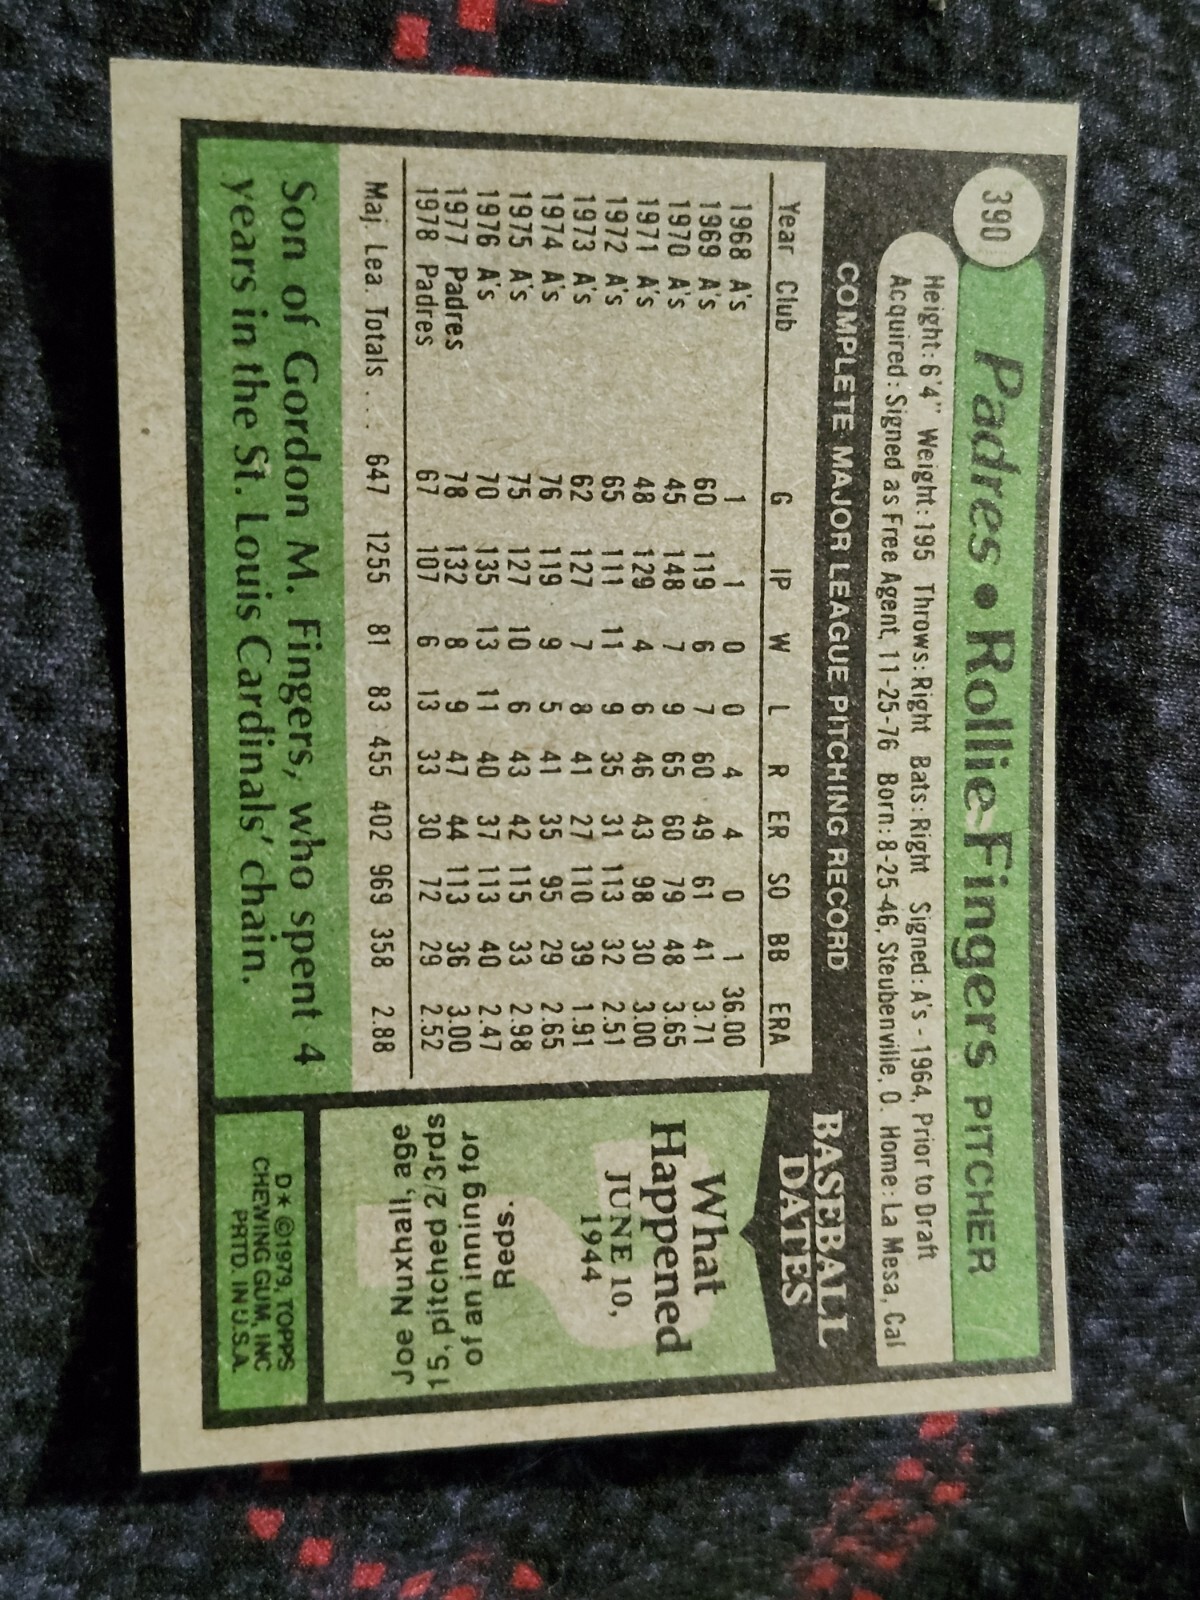 390
Padres • Rollie Fingers PITCHER
Height: 6'4" Weight: 195 Throws: Right Bats: Right Signed: A's - 1964, Prior to Draft
Acquired: Signed as Free Agent, 11-25-76 Born: 8-25-46, Steubenville, O. Home: La Mesa, Cal
COMPLETE MAJOR LEAGUE PITCHING RECORD
Year Club G IP W L R ER SO BB ERA
1968 A's 1 1 0 0 4 4 0 1 36.00
1969 A's 60 119 6 7 60 49 61 41 3.71
1970 A's 45 148 7 9 65 60 79 48 3.65
1971 A's 48 129 4 6 46 43 98 30 3.00
1972 A's 65 111 11 9 35 31 113 32 2.51
1973 A's 62 127 7 8 41 27 110 39 1.91
1974 A's 76 119 9 5 41 35 95 29 2.65
1975 A's 75 127 10 6 43 42 115 33 2.98
1976 A's 70 135 13 11 40 37 113 40 2.47
1977 Padres 78 132 8 9 47 44 113 36 3.00
1978 Padres 67 107 6 13 33 30 72 29 2.52
Maj. Lea. Totals ... 647 1255 81 83 455 402 969 358 2.88
Son of Gordon M. Fingers, who spent 4
years in the St. Louis Cardinals' chain.
BASEBALL
DATES
What
Happened
JUNE 10,
1944
Joe Nuxhall, age
15, pitched 2/3rds
of an inning for
Reds.
D* ©1979, TOPPS
CHEWING GUM, INC
PRTD. IN U.S.A.